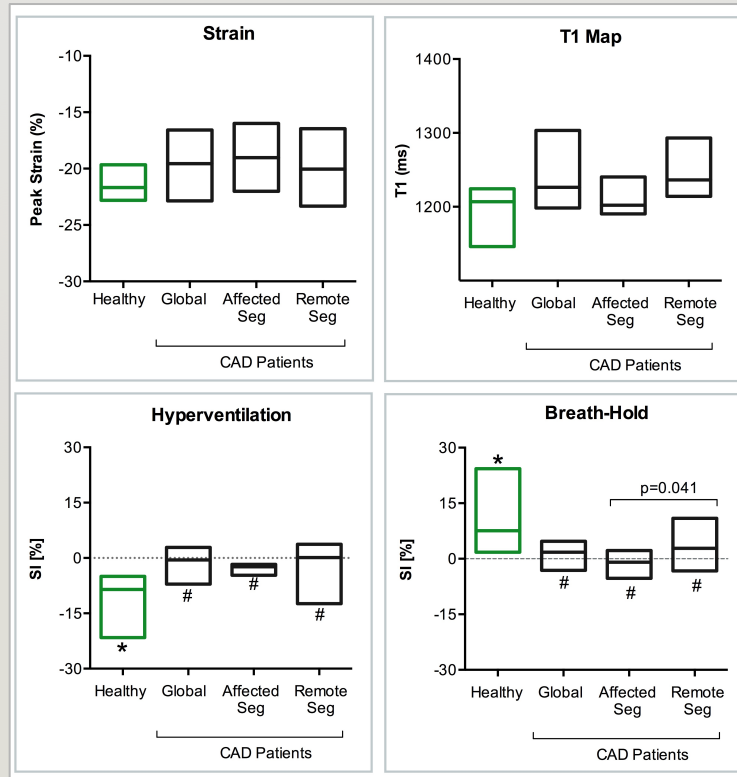 Strain
-10
-15
-20
-25
-30
Peak Strain (%)
Healthy Global Affected Seg Remote Seg
CAD Patients
T1 Map
1400
1300
1200
T1 (ms)
Healthy Global Affected Seg Remote Seg
CAD Patients
Hyperventilation
30
15
0
-15
-30
SI [%]
*
#
#
#
Healthy Global Affected Seg Remote Seg
CAD Patients
Breath-Hold
30
15
0
-15
-30
SI [%]
*
p=0.041
#
#
#
Healthy Global Affected Seg Remote Seg
CAD Patients